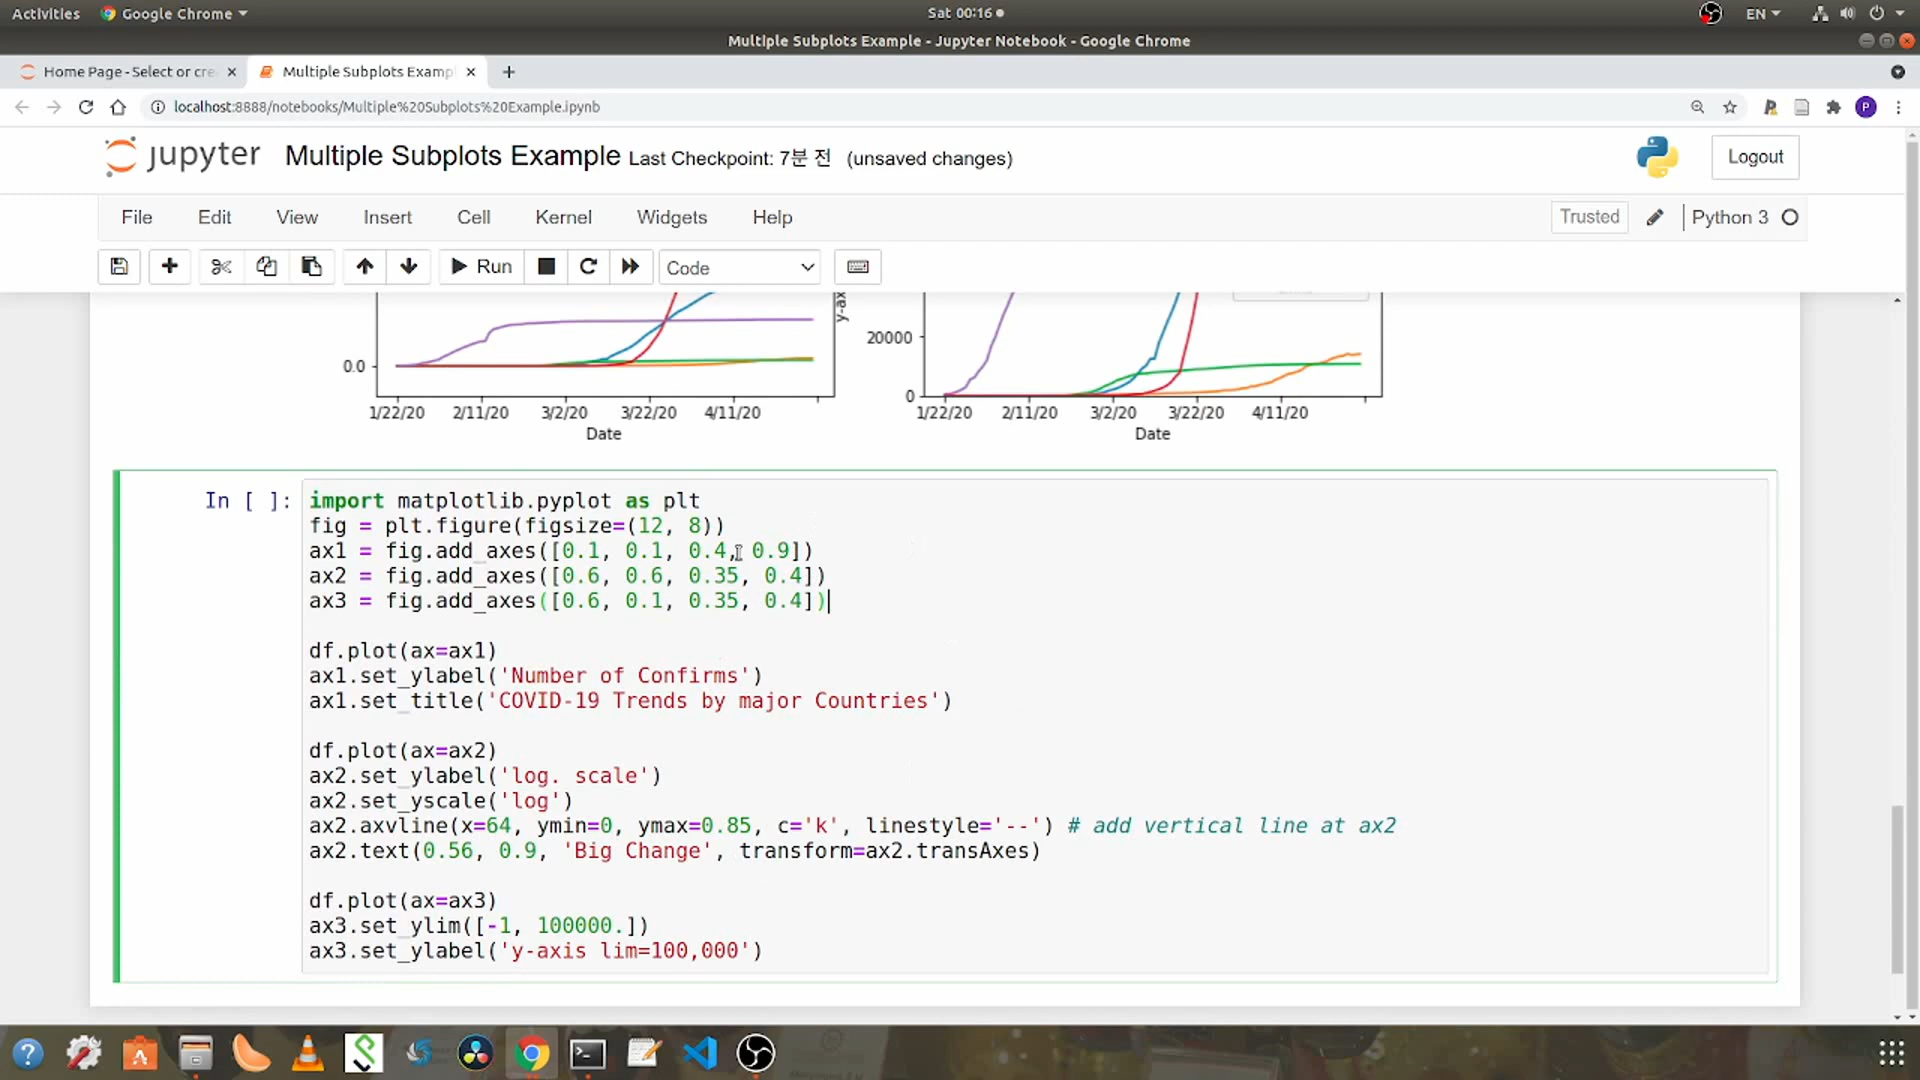 Activities Google Chrome Sat 00:16 EN
Multiple Subplots Example - Jupyter Notebook - Google Chrome
Home Page - Select or cre Multiple Subplots Examp
localhost:8888/notebooks/Multiple%20Subplots%20Example.ipynb P
jupyter Multiple Subplots Example Last Checkpoint: 7분 전 (unsaved changes) Logout
File Edit View Insert Cell Kernel Widgets Help Trusted Python 3
Run Code
y-ax
20000
0.0
0
1/22/20 2/11/20 3/2/20 3/22/20 4/11/20 1/22/20 2/11/20 3/2/20 3/22/20 4/11/20
Date Date
In [ ]: import matplotlib.pyplot as plt
fig = plt.figure(figsize=(12, 8))
ax1 = fig.add_axes([0.1, 0.1, 0.4, 0.9])
ax2 = fig.add_axes([0.6, 0.6, 0.35, 0.4])
ax3 = fig.add_axes([0.6, 0.1, 0.35, 0.4])
df.plot(ax=ax1)
ax1.set_ylabel('Number of Confirms')
ax1.set_title('COVID-19 Trends by major Countries')
df.plot(ax=ax2)
ax2.set_ylabel('log. scale')
ax2.set_yscale('log')
ax2.axvline(x=64, ymin=0, ymax=0.85, c='k', linestyle='--') # add vertical line at ax2
ax2.text(0.56, 0.9, 'Big Change', transform=ax2.transAxes)
df.plot(ax=ax3)
ax3.set_ylim([-1, 100000.])
ax3.set_ylabel('y-axis lim=100,000')